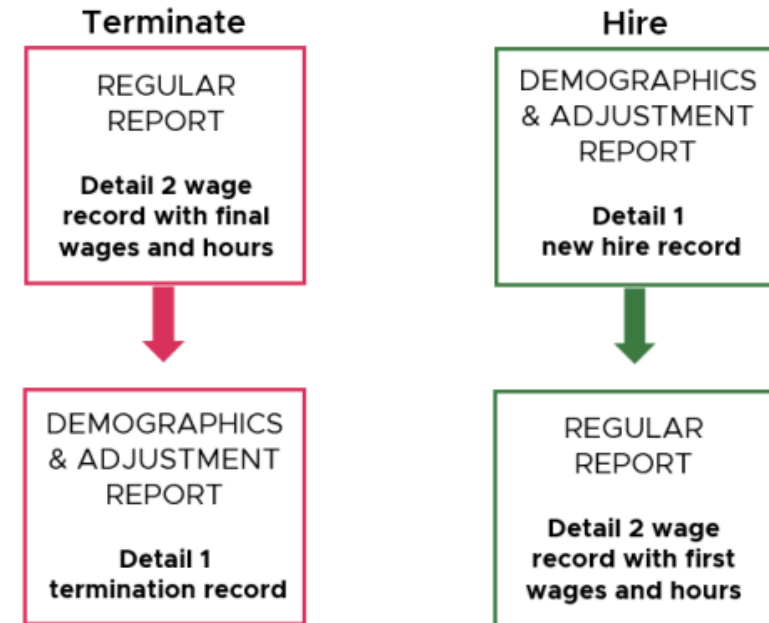 Terminate
REGULAR
REPORT
Detail 2 wage
record with final
wages and hours
DEMOGRAPHICS
& ADJUSTMENT
REPORT
Detail 1
termination record
Hire
DEMOGRAPHICS
& ADJUSTMENT
REPORT
Detail 1
new hire record
REGULAR
REPORT
Detail 2 wage
record with first
wages and hours